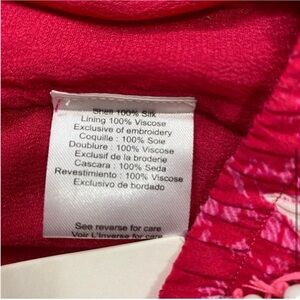 Shell 100% Silk
Lining 100% Viscose
Exclusive of embroidery
Coquille : 100% Soie
Doublure : 100% Viscose
Exclusif de la broderie
Cascara : 100% Seda
Revestimiento : 100% Viscose
Exclusivo de bordado
See reverse for care
Voir L'Inverse for care